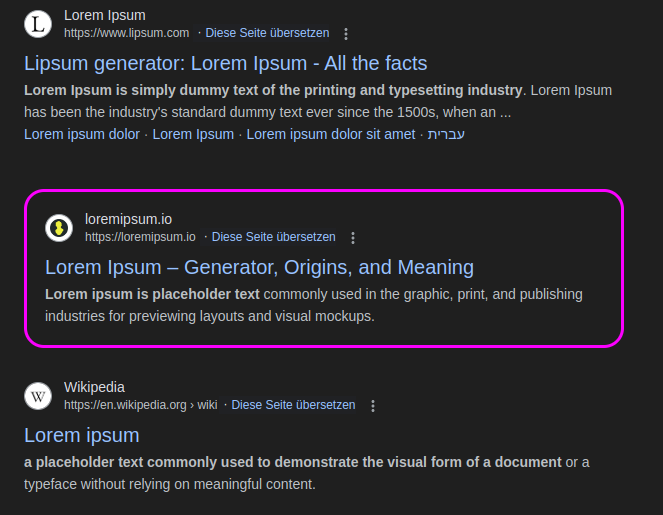 Lorem Ipsum
https://www.lipsum.com · Diese Seite übersetzen
Lipsum generator: Lorem Ipsum - All the facts
Lorem Ipsum is simply dummy text of the printing and typesetting industry. Lorem Ipsum
has been the industry's standard dummy text ever since the 1500s, when an ...
Lorem ipsum dolor · Lorem Ipsum · Lorem ipsum dolor sit amet · עברית
loremipsum.io
https://loremipsum.io · Diese Seite übersetzen
Lorem Ipsum – Generator, Origins, and Meaning
Lorem ipsum is placeholder text commonly used in the graphic, print, and publishing
industries for previewing layouts and visual mockups.
Wikipedia
https://en.wikipedia.org › wiki · Diese Seite übersetzen
Lorem ipsum
a placeholder text commonly used to demonstrate the visual form of a document or a
typeface without relying on meaningful content.